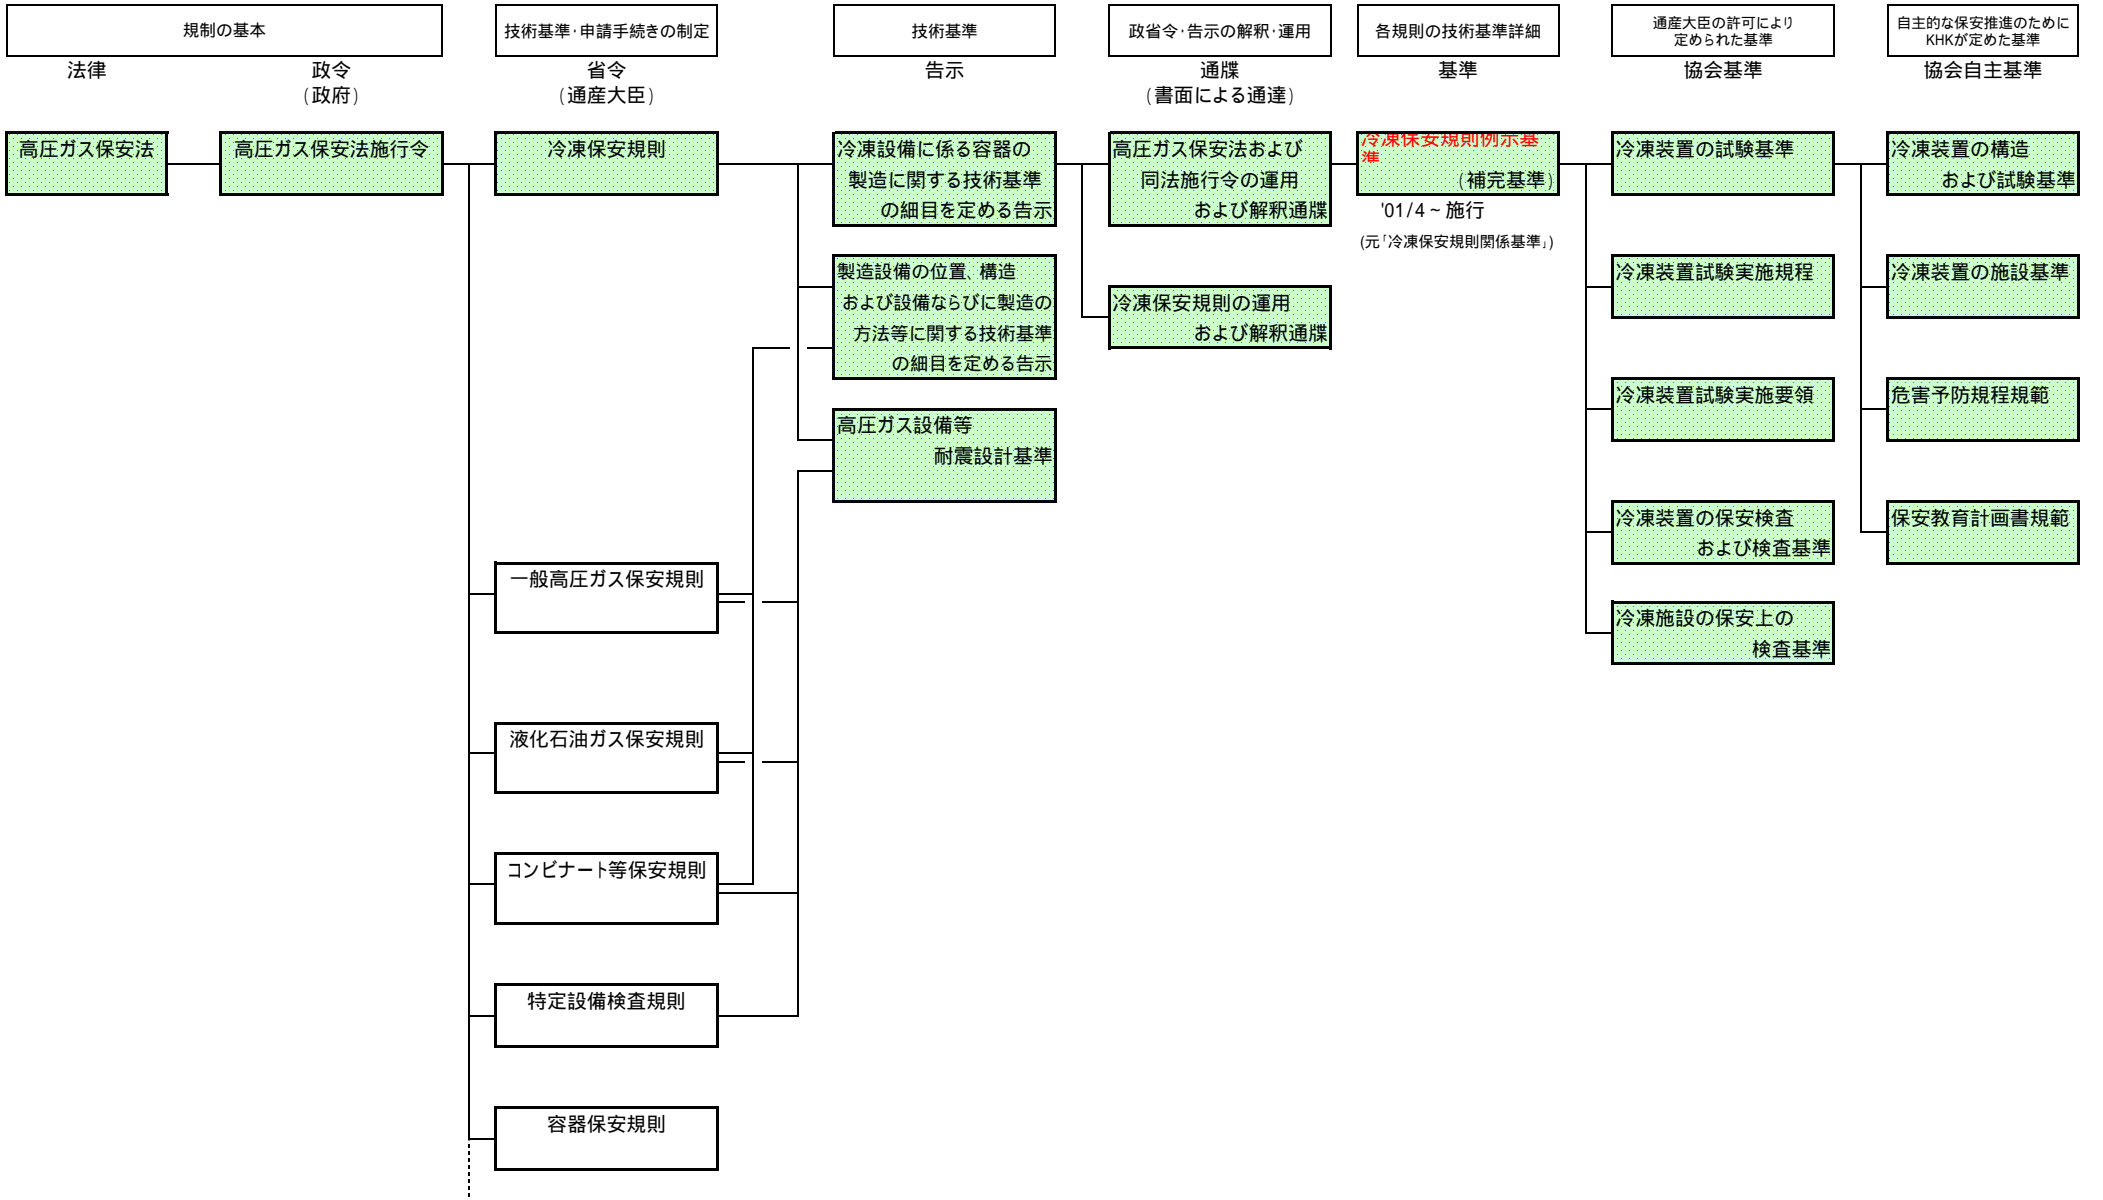 規制の基本
技術基準･申請手続きの制定
技術基準
政省令･告示の解釈･運用
各規則の技術基準詳細
通産大臣の許可により
定められた基準
自主的な保安推進のために
KHKが定めた基準
法律
政令
(政府)
省令
(通産大臣)
告示
通牒
(書面による通達)
基準
協会基準
協会自主基準
高圧ガス保安法
高圧ガス保安法施行令
冷凍保安規則
冷凍設備に係る容器の
製造に関する技術基準
の細目を定める告示
高圧ガス保安法および
同法施行令の運用
および解釈通牒
冷凍保安規則例示基
準
(補完基準)
'01/4～施行
(元｢冷凍保安規則関係基準｣)
冷凍装置の試験基準
冷凍装置の構造
および試験基準
製造設備の位置、構造
および設備ならびに製造の
方法等に関する技術基準
の細目を定める告示
冷凍保安規則の運用
および解釈通牒
冷凍装置試験実施規程
冷凍装置の施設基準
高圧ガス設備等
耐震設計基準
冷凍装置試験実施要領
危害予防規程規範
冷凍装置の保安検査
および検査基準
保安教育計画書規範
冷凍施設の保安上の
検査基準
一般高圧ガス保安規則
液化石油ガス保安規則
コンビナート等保安規則
特定設備検査規則
容器保安規則